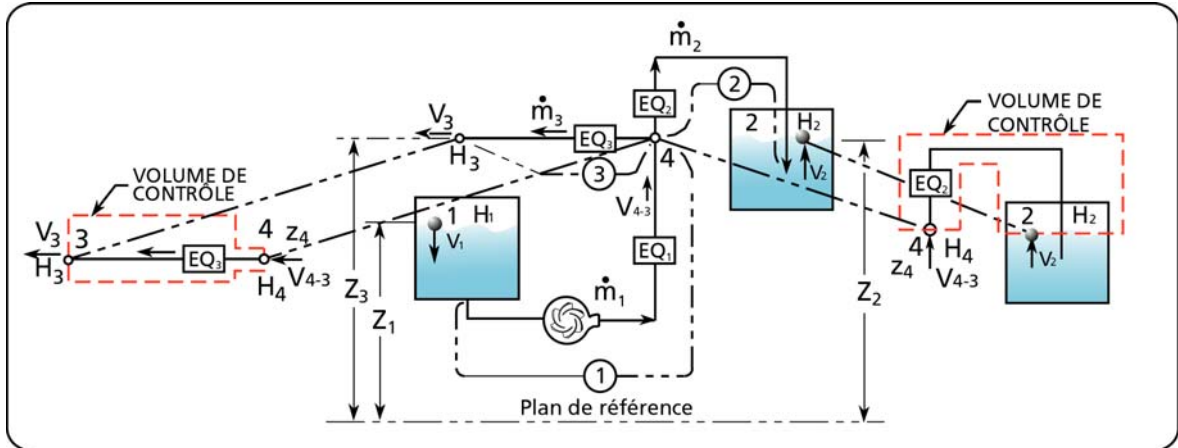 ṁ₂
2
EQ₂
VOLUME DE
CONTRÔLE
V₃
ṁ₃
2
H₂
EQ₃
H₃
4
V₂
EQ₂
3
VOLUME DE
CONTRÔLE
V₄₋₃
2
H₂
1
H₁
V₃
3
4
z₄
V₁
4
H₄
V₂
EQ₃
EQ₁
z₄
V₄₋₃
H₃
V₄₋₃
H₄
Z₃
Z₂
ṁ₁
Z₁
1
Plan de référence